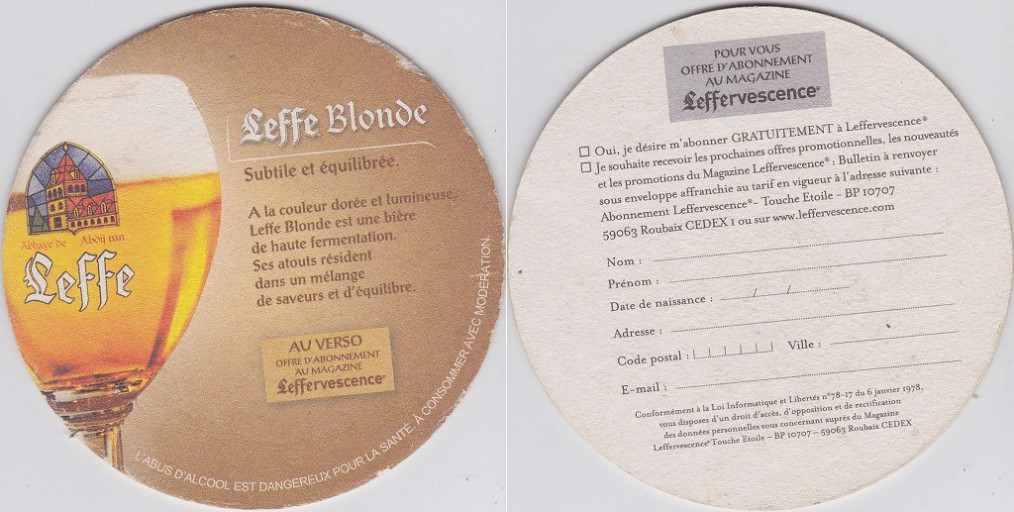 Abbaye de Abdij van
Leffe
Leffe Blonde
Subtile et équilibrée.
A la couleur dorée et lumineuse,
Leffe Blonde est une bière
de haute fermentation.
Ses atouts résident
dans un mélange
de saveurs et d'équilibre.
AU VERSO
OFFRE D'ABONNEMENT
AU MAGAZINE
Leffervescence®
L'ABUS D'ALCOOL EST DANGEREUX POUR LA SANTÉ. À CONSOMMER AVEC MODERATION.
POUR VOUS
OFFRE D'ABONNEMENT
AU MAGAZINE
Leffervescence®
Oui, je désire m'abonner GRATUITEMENT à Leffervescence®
Je souhaite recevoir les prochaines offres promotionnelles, les nouveautés
et les promotions du Magazine Leffervescence® : Bulletin à renvoyer
sous enveloppe affranchie au tarif en vigueur à l'adresse suivante :
Abonnement Leffervescence® - Touche Etoile - BP 10707
59063 Roubaix CEDEX 1 ou sur www.leffervescence.com
Nom :
Prénom :
Date de naissance : / /
Adresse :
Code postal : Ville :
E-mail :
Conformément à la Loi Informatique et Libertés n°78-17 du 6 janvier 1978,
vous disposez d'un droit d'accès, d'opposition et de rectification
des données personnelles vous concernant auprès du Magazine
Leffervescence® Touche Etoile - BP 10707 - 59063 Roubaix CEDEX